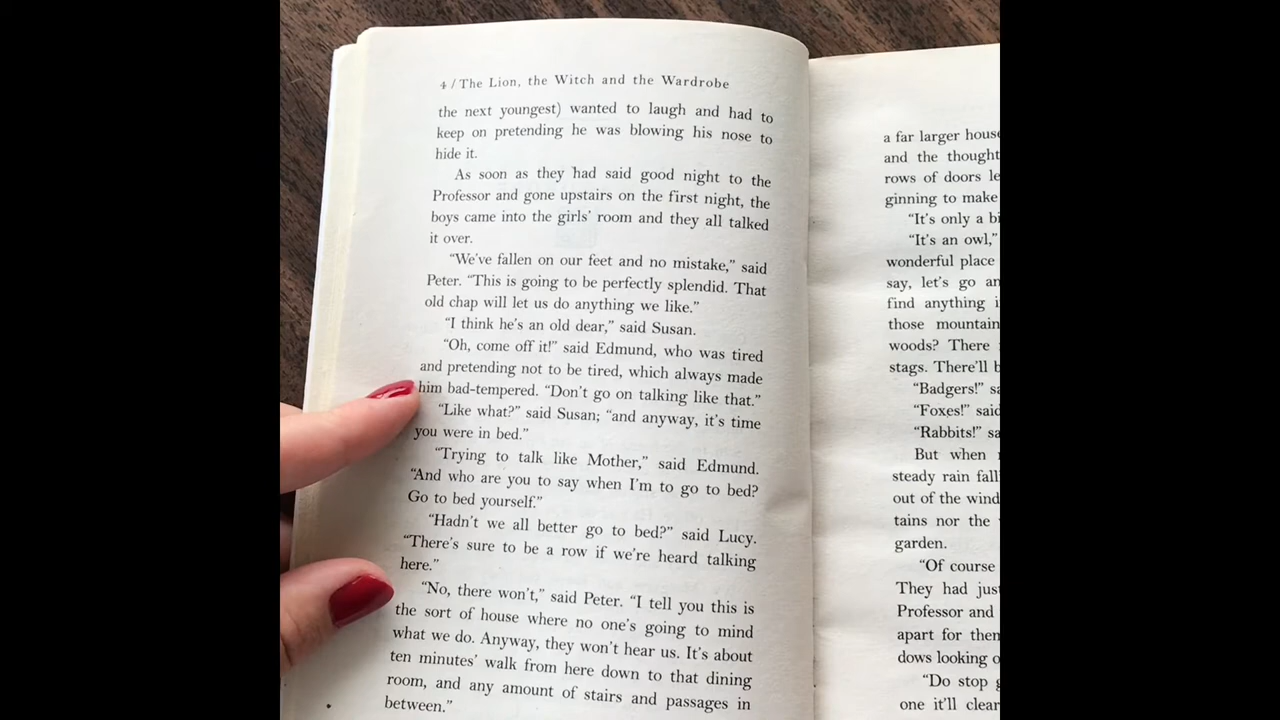 4 / The Lion, the Witch and the Wardrobe
the next youngest) wanted to laugh and had to
keep on pretending he was blowing his nose to
hide it.
As soon as they had said good night to the
Professor and gone upstairs on the first night, the
boys came into the girls' room and they all talked
it over.
“We've fallen on our feet and no mistake,” said
Peter. “This is going to be perfectly splendid. That
old chap will let us do anything we like.”
“I think he's an old dear,” said Susan.
“Oh, come off it!” said Edmund, who was tired
and pretending not to be tired, which always made
him bad-tempered. “Don't go on talking like that.”
“Like what?” said Susan; “and anyway, it's time
you were in bed.”
“Trying to talk like Mother,” said Edmund.
“And who are you to say when I'm to go to bed?
Go to bed yourself.”
“Hadn't we all better go to bed?” said Lucy.
“There's sure to be a row if we're heard talking
here.”
“No, there won't,” said Peter. “I tell you this is
the sort of house where no one's going to mind
what we do. Anyway, they won't hear us. It's about
ten minutes' walk from here down to that dining
room, and any amount of stairs and passages in
between.”
a far larger house
and the thought
rows of doors
ginning to make
“It's only a
“It's an owl,”
wonderful place
say, let's go
find anything
those mountain
woods? There
stags. There'll
“Badgers!”
“Foxes!” said
“Rabbits!”
But when
steady rain
out of the
tains nor the
garden.
“Of course
They had
Professor and
apart for
dows looking
“Do stop
one it'll clear